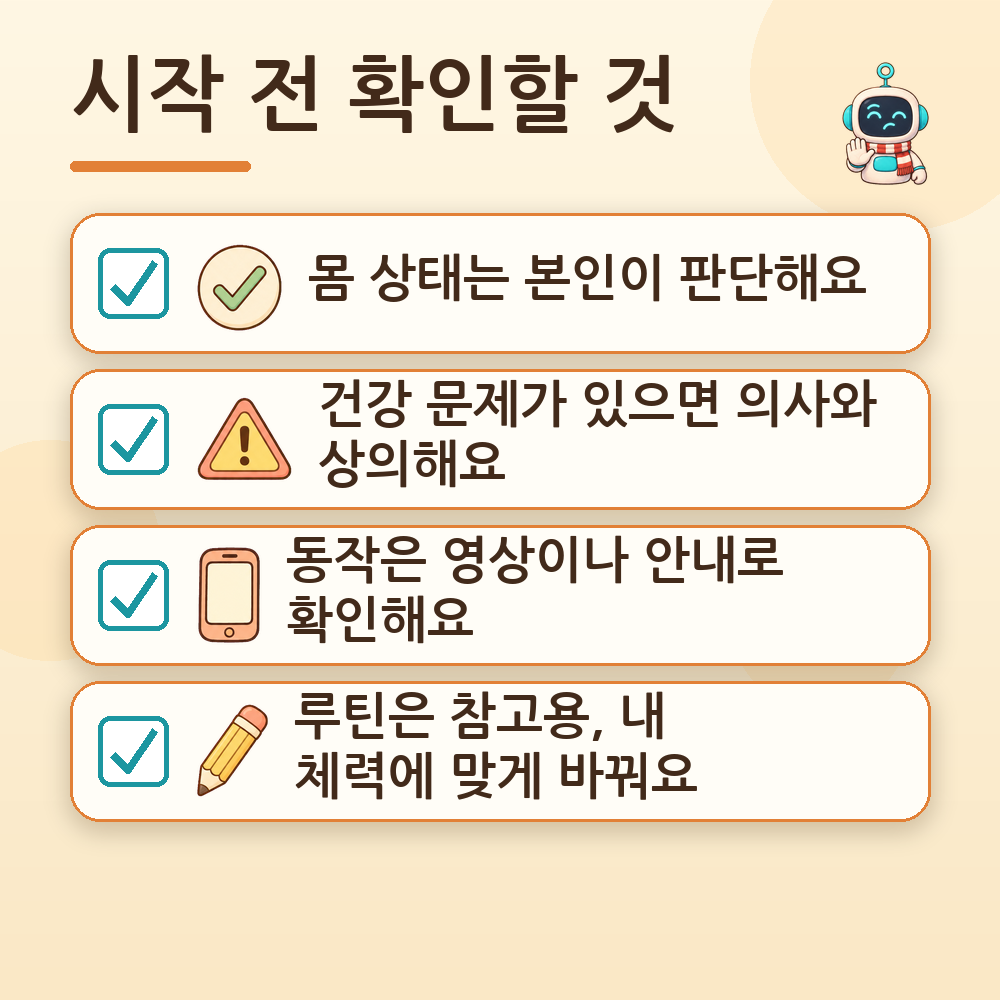 시작 전 확인할 것
몸 상태는 본인이 판단해요
건강 문제가 있으면 의사와
상의해요
동작은 영상이나 안내로
확인해요
루틴은 참고용, 내
체력에 맞게 바꿔요